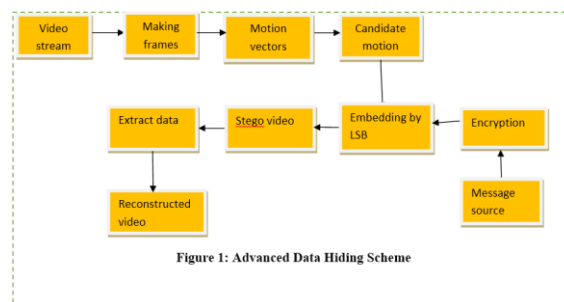 Video
stream
Making
frames
Motion
vectors
Candidate
motion
Extract data
Stego video
Embedding by
LSB
Encryption
Reconstructed
video
Message
source
Figure 1: Advanced Data Hiding Scheme